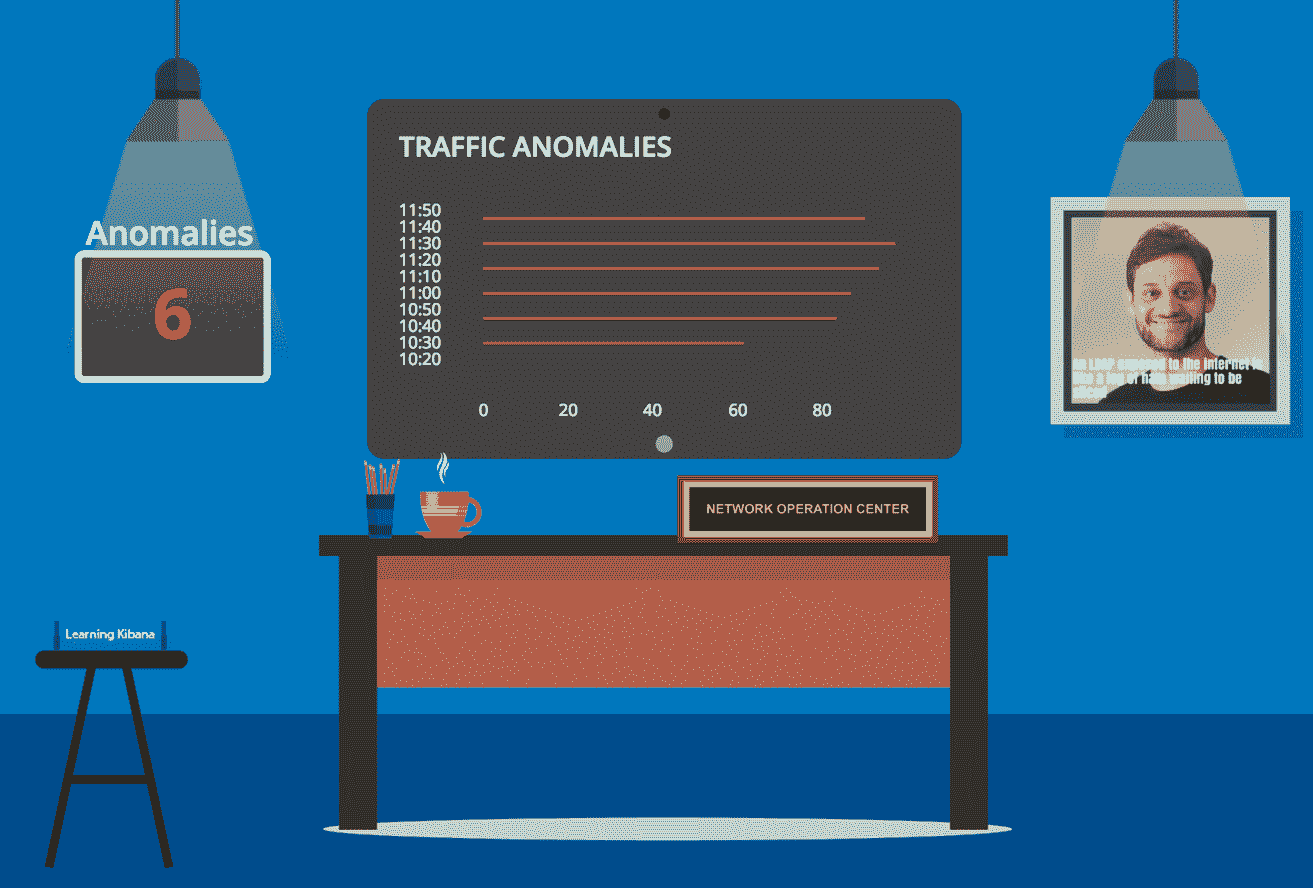 TRAFFIC ANOMALIES
11:50
11:40
11:30
11:20
11:10
11:00
10:50
10:40
10:30
10:20
0 20 40 60 80
Anomalies
6
exposed to the internet
to be
NETWORK OPERATION CENTER
Learning Kibana